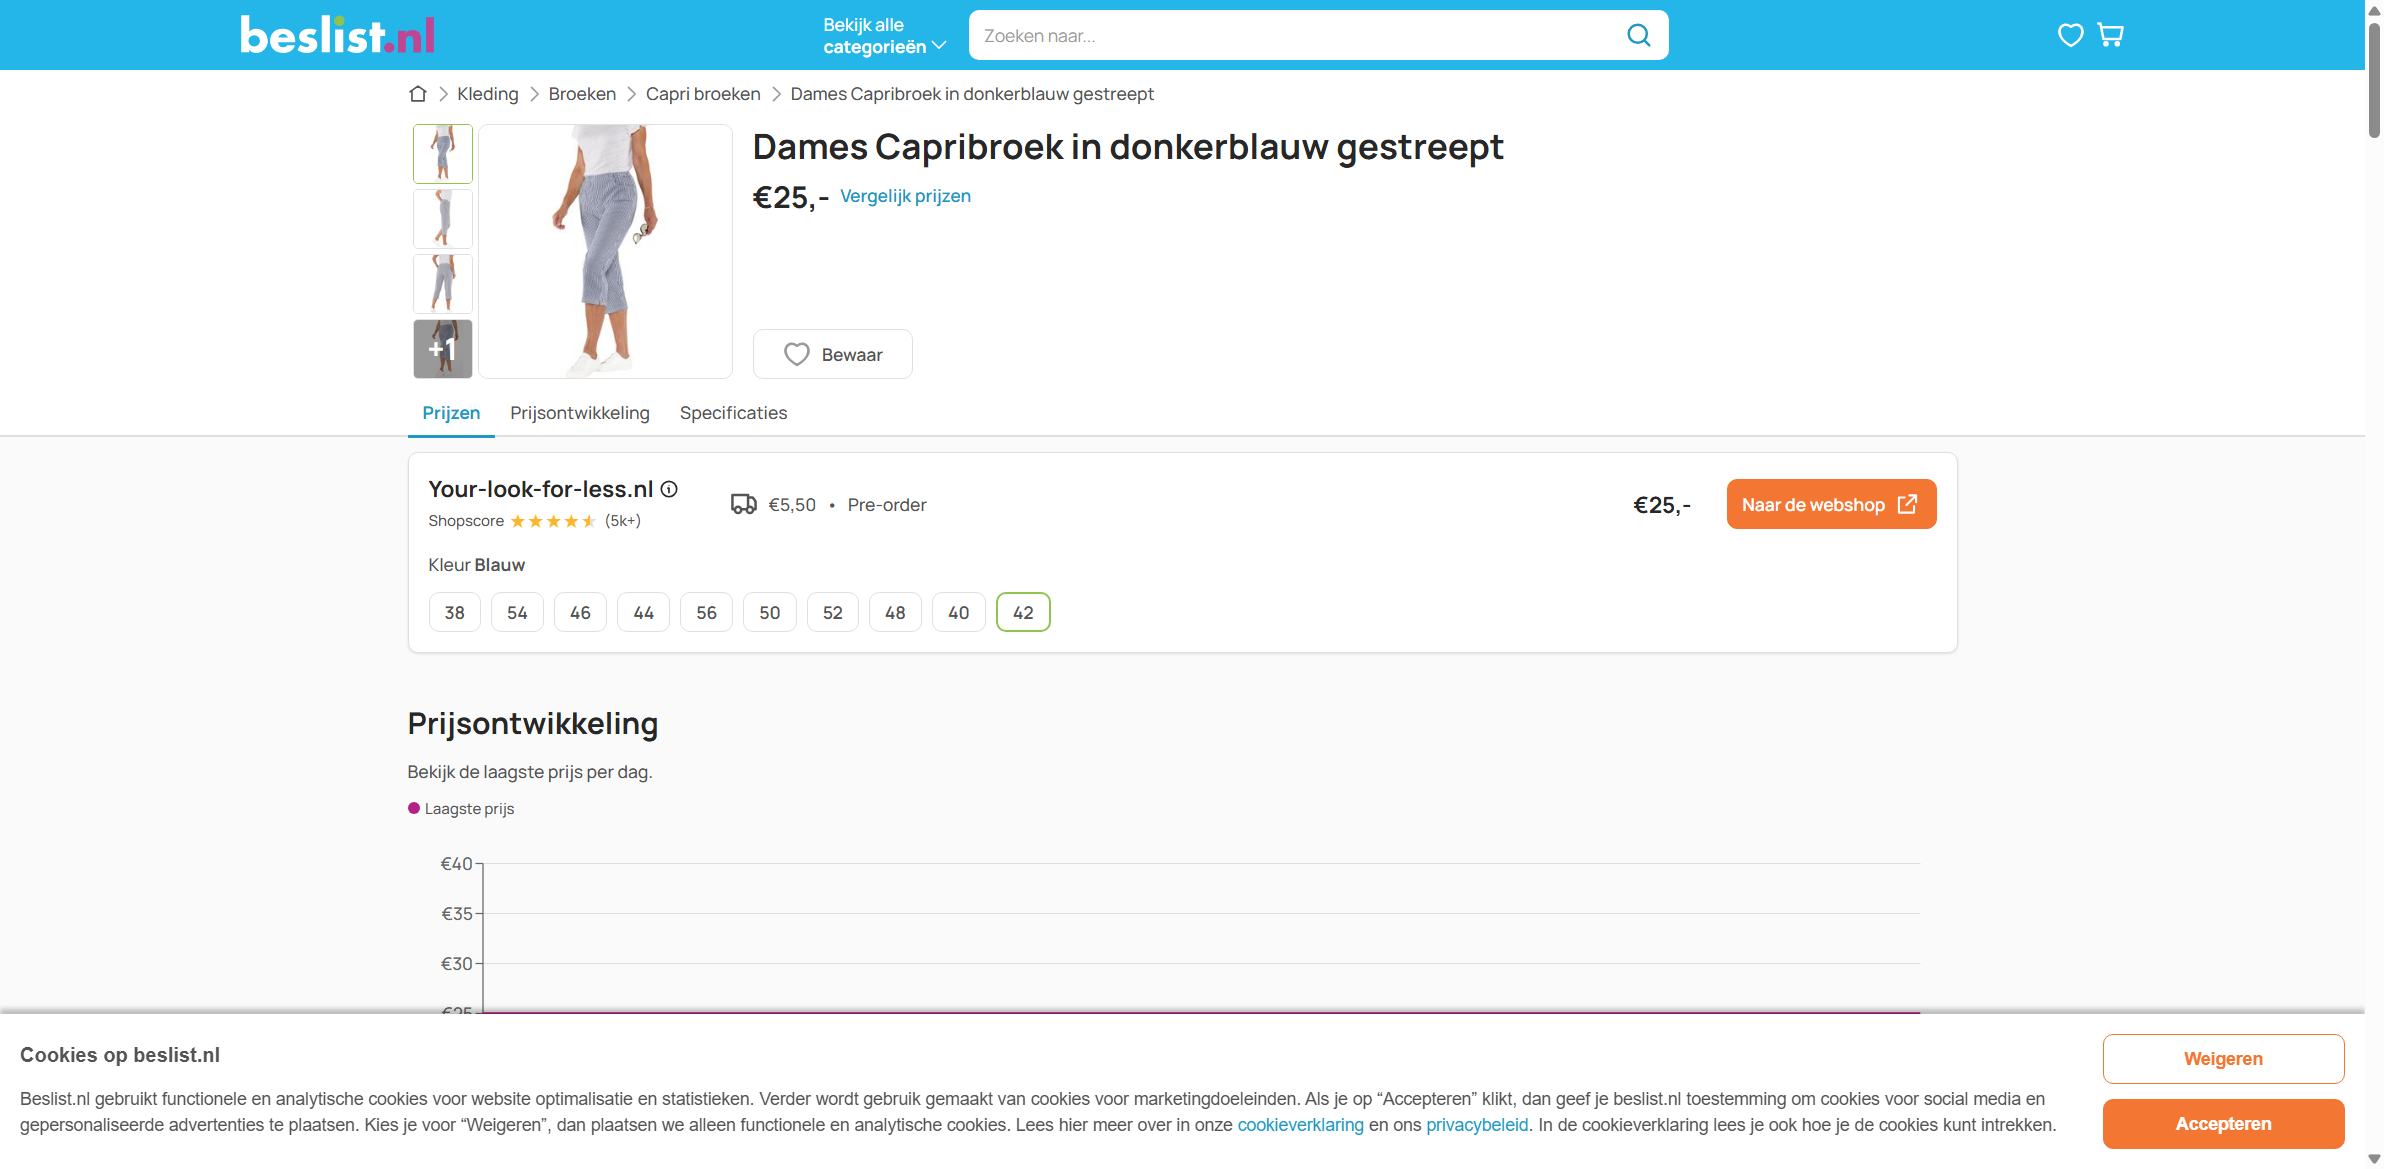 beslist.nl
Bekijk alle
categorieën
Zoeken naar...
Kleding
Broeken
Capri broeken
Dames Capribroek in donkerblauw gestreept
+1
Dames Capribroek in donkerblauw gestreept
€25,- Vergelijk prijzen
Bewaar
Prijzen
Prijsontwikkeling
Specificaties
Your-look-for-less.nl
Shopscore (5k+)
€5,50 • Pre-order
€25,-
Naar de webshop
Kleur Blauw
38 54 46 44 56 50 52 48 40 42
Prijsontwikkeling
Bekijk de laagste prijs per dag.
Laagste prijs
€40
€35
€30
€25
Cookies op beslist.nl
Beslist.nl gebruikt functionele en analytische cookies voor website optimalisatie en statistieken. Verder wordt gebruik gemaakt van cookies voor marketingdoeleinden. Als je op “Accepteren” klikt, dan geef je beslist.nl toestemming om cookies voor social media en
gepersonaliseerde advertenties te plaatsen. Kies je voor “Weigeren”, dan plaatsen we alleen functionele en analytische cookies. Lees hier meer over in onze cookieverklaring en ons privacybeleid. In de cookieverklaring lees je ook hoe je de cookies kunt intrekken.
Weigeren
Accepteren